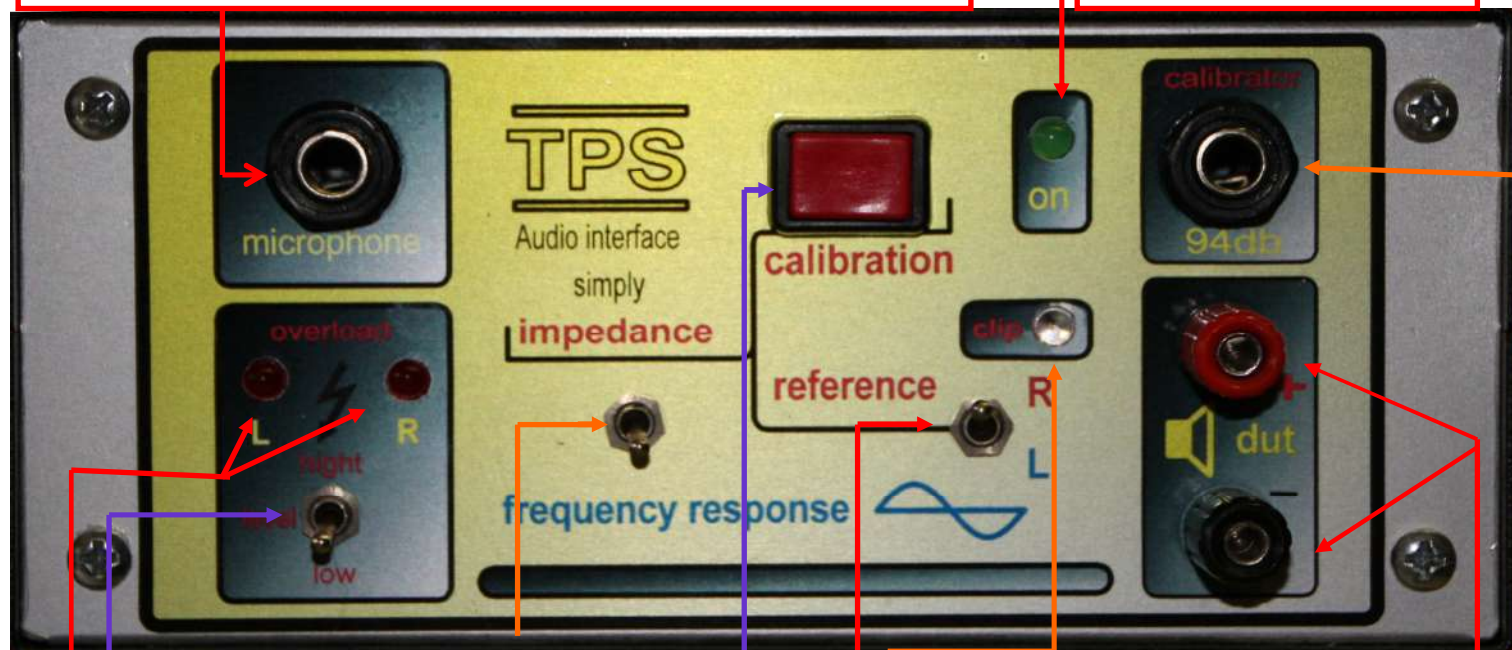 microphone
TPS
Audio interface
simply
calibration
on
calibrator
94db
overload
L
R
hight
low
impedance
reference
clip
R
L
frequency response
+
dut
−